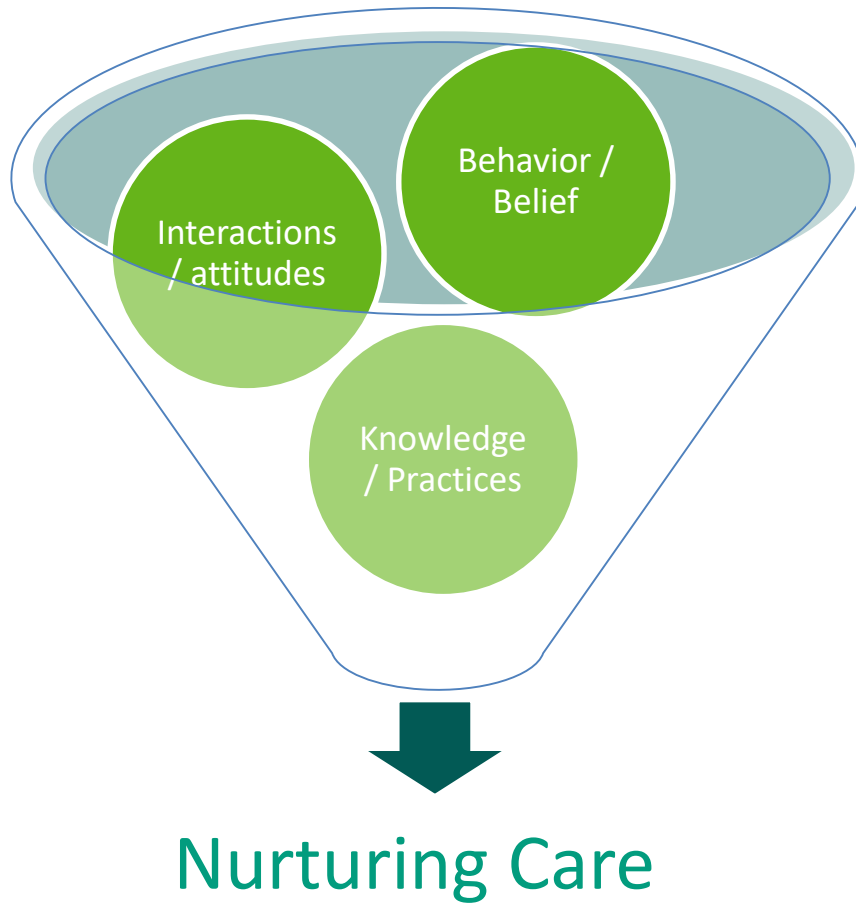 Behavior /
Belief
Interactions
/ attitudes
Knowledge
/ Practices
Nurturing Care